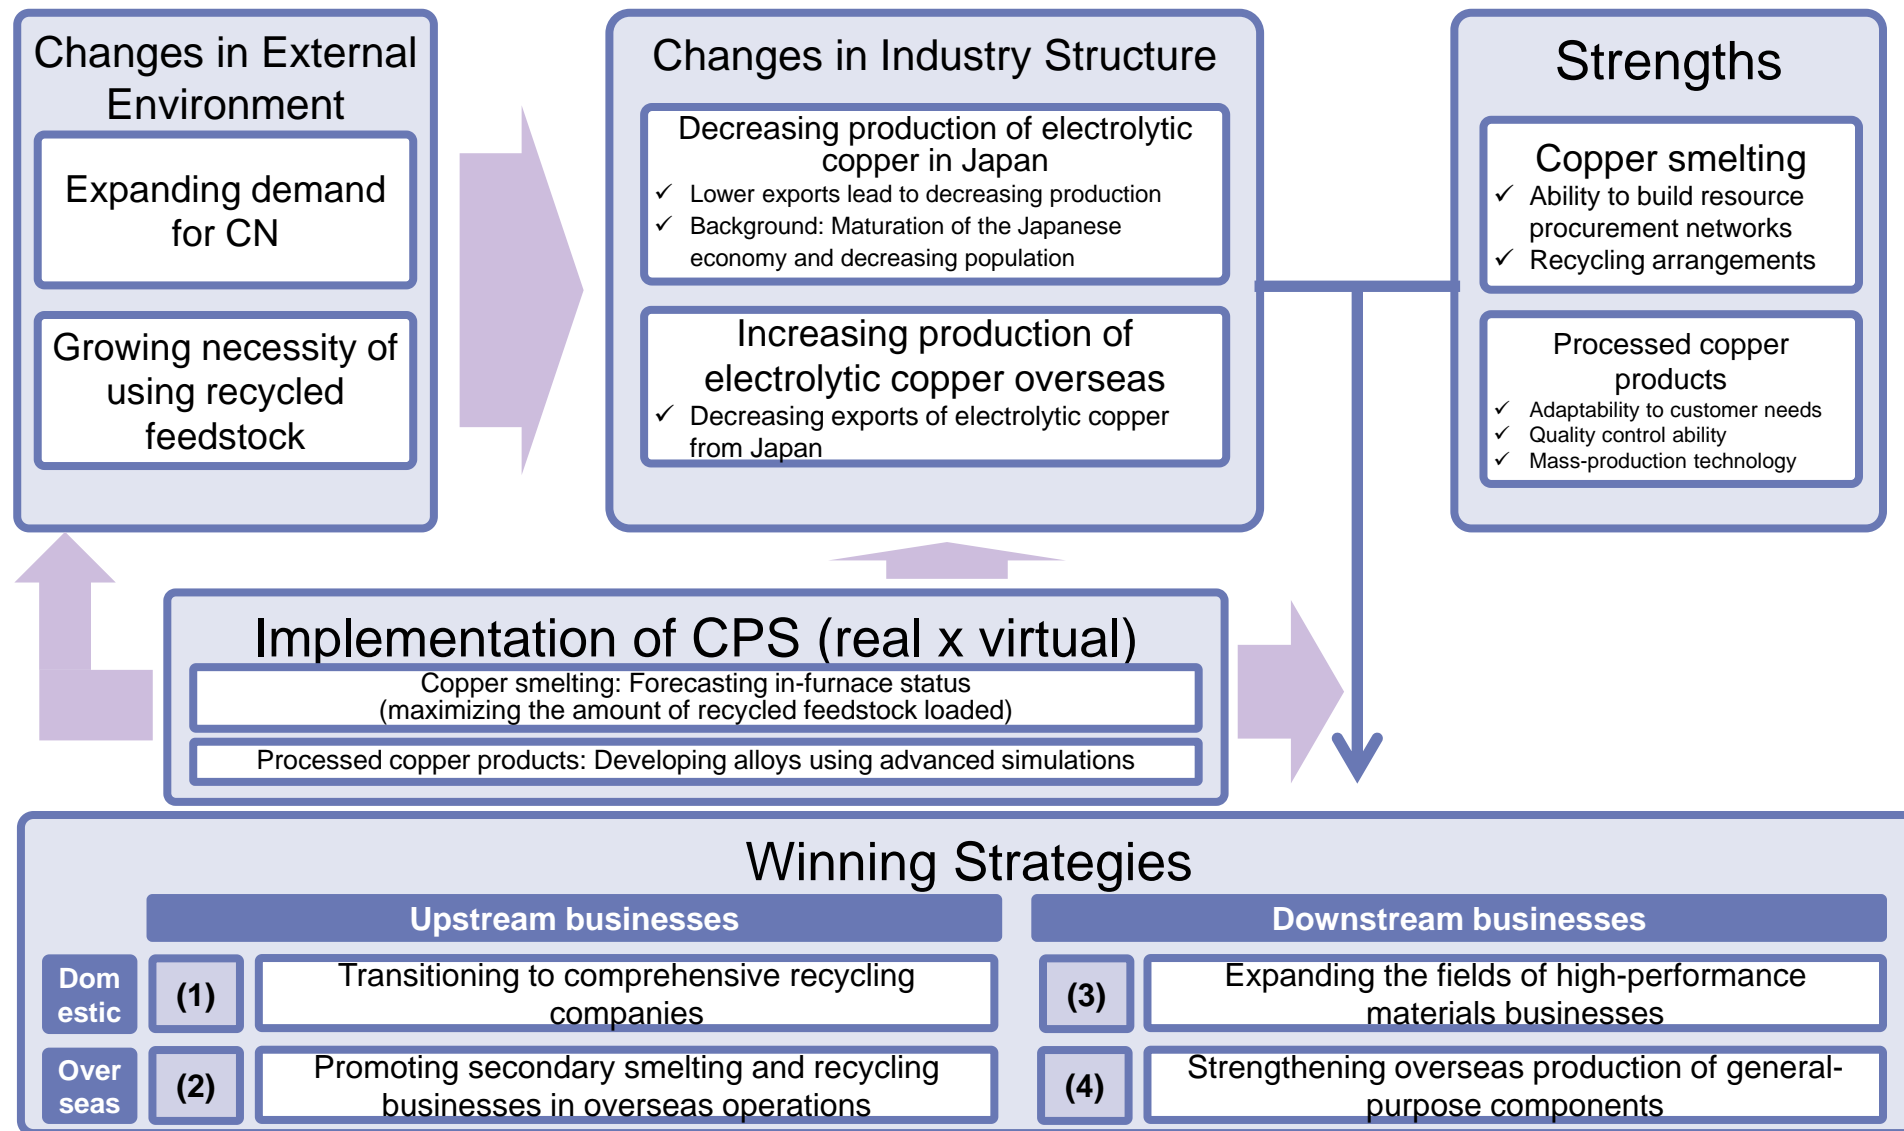 Changes in External
Environment
Expanding demand
for CN
Growing necessity of
using recycled
feedstock
Changes in Industry Structure
Decreasing production of electrolytic
copper in Japan
✓ Lower exports lead to decreasing production
✓ Background: Maturation of the Japanese
economy and decreasing population
Increasing production of
electrolytic copper overseas
✓ Decreasing exports of electrolytic copper
from Japan
Strengths
Copper smelting
✓ Ability to build resource
procurement networks
✓ Recycling arrangements
Processed copper
products
✓ Adaptability to customer needs
✓ Quality control ability
✓ Mass-production technology
Implementation of CPS (real x virtual)
Copper smelting: Forecasting in-furnace status
(maximizing the amount of recycled feedstock loaded)
Processed copper products: Developing alloys using advanced simulations
Winning Strategies
Upstream businesses
Downstream businesses
Dom
estic
(1)
Transitioning to comprehensive recycling
companies
(3)
Expanding the fields of high-performance
materials businesses
Over
seas
(2)
Promoting secondary smelting and recycling
businesses in overseas operations
(4)
Strengthening overseas production of general-
purpose components